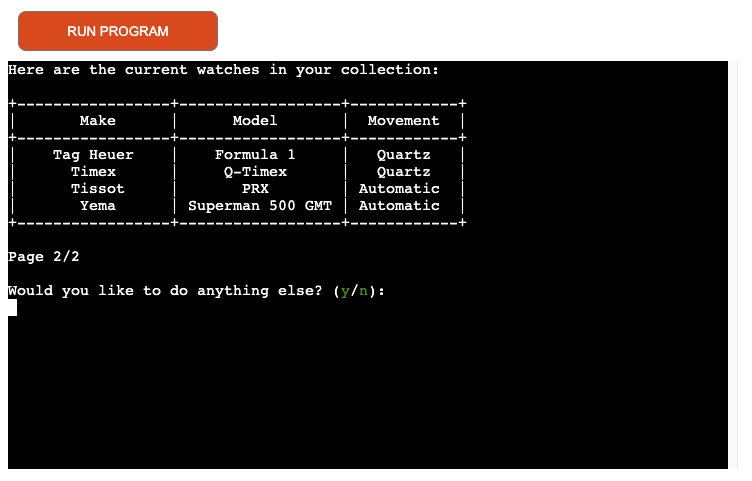 RUN PROGRAM
Here are the current watches in your collection:
+-----------------+------------------+------------+
| Make | Model | Movement |
+-----------------+------------------+------------+
| Tag Heuer | Formula 1 | Quartz |
| Timex | Q-Timex | Quartz |
| Tissot | PRX | Automatic |
| Yema | Superman 500 GMT | Automatic |
+-----------------+------------------+------------+
Page 2/2
Would you like to do anything else? (y/n):